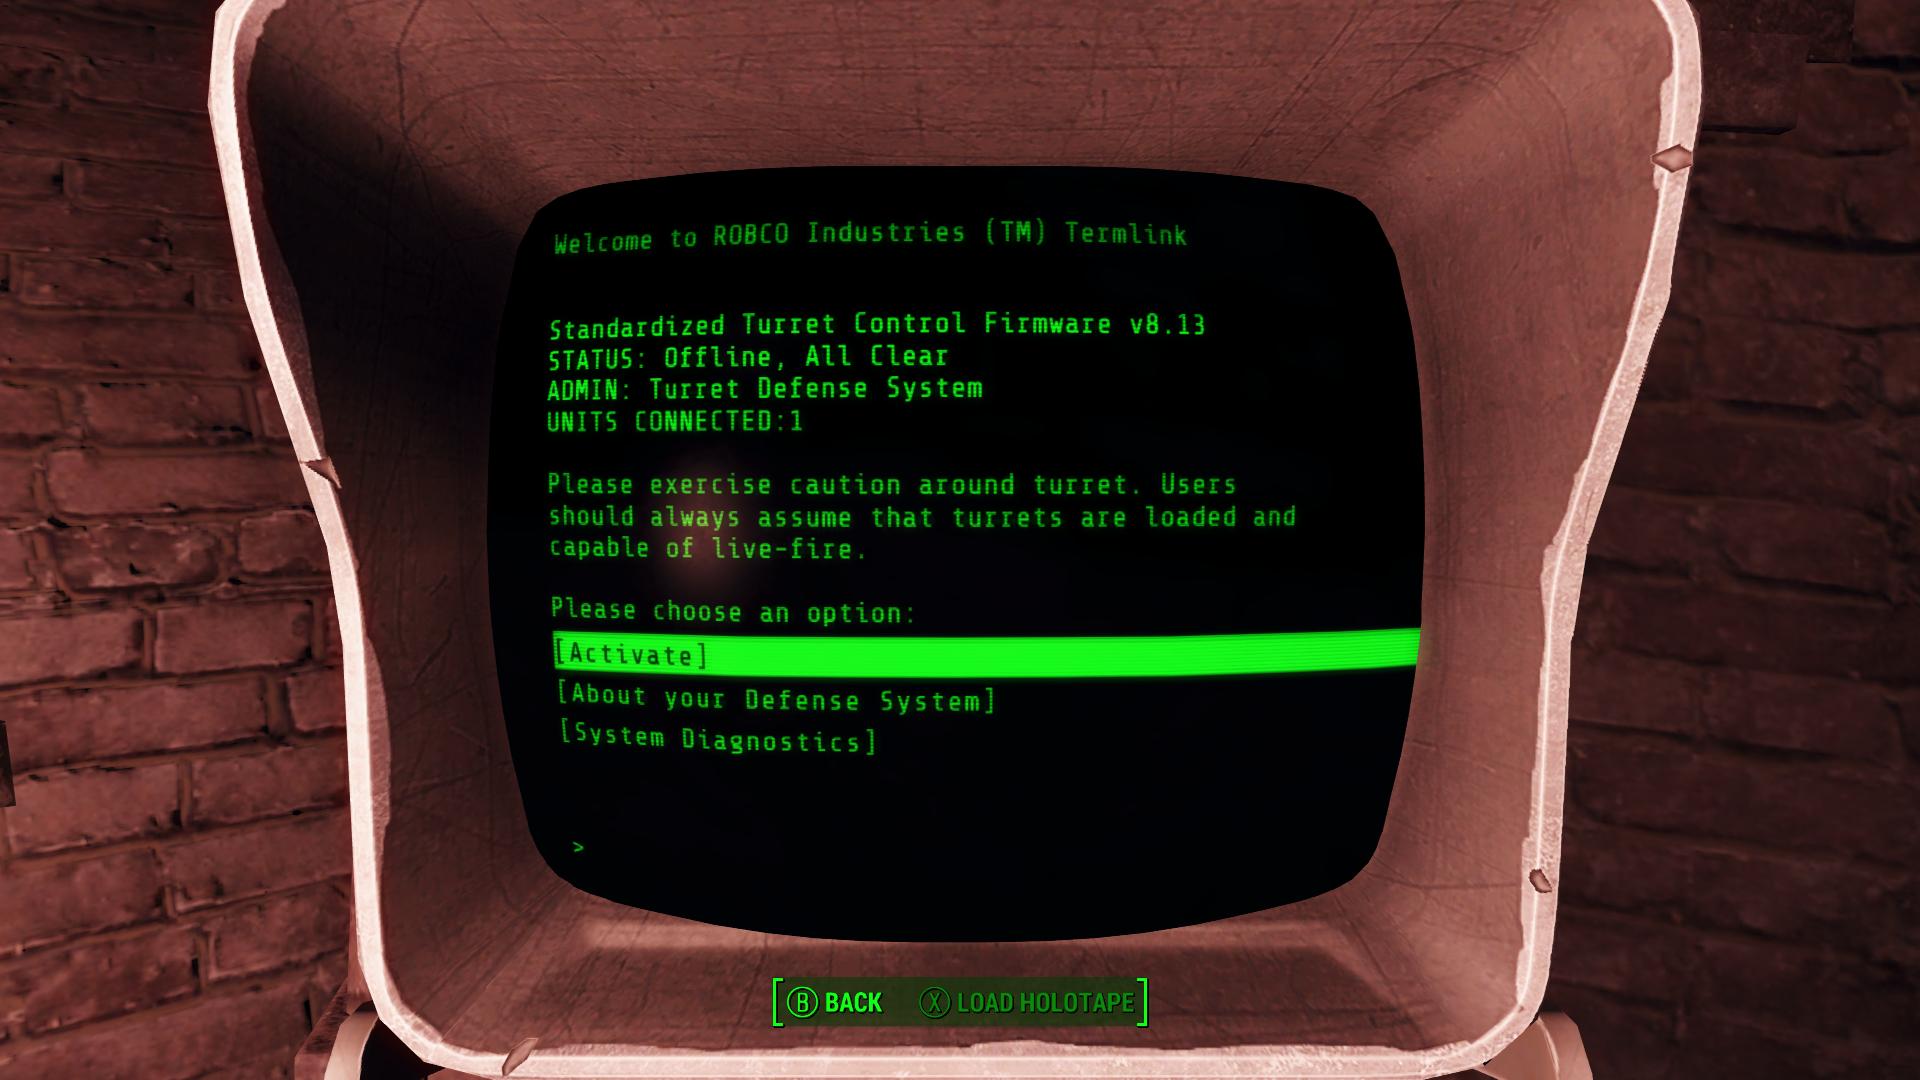 Welcome to ROBCO Industries (TM) Termlink
Standardized Turret Control Firmware v8.13
STATUS: Offline, All Clear
ADMIN: Turret Defense System
UNITS CONNECTED:1
Please exercise caution around turret. Users
should always assume that turrets are loaded and
capable of live-fire.
Please choose an option:
[Activate]
[About your Defense System]
[System Diagnostics]
>
[Ⓑ BACK Ⓧ LOAD HOLOTAPE]